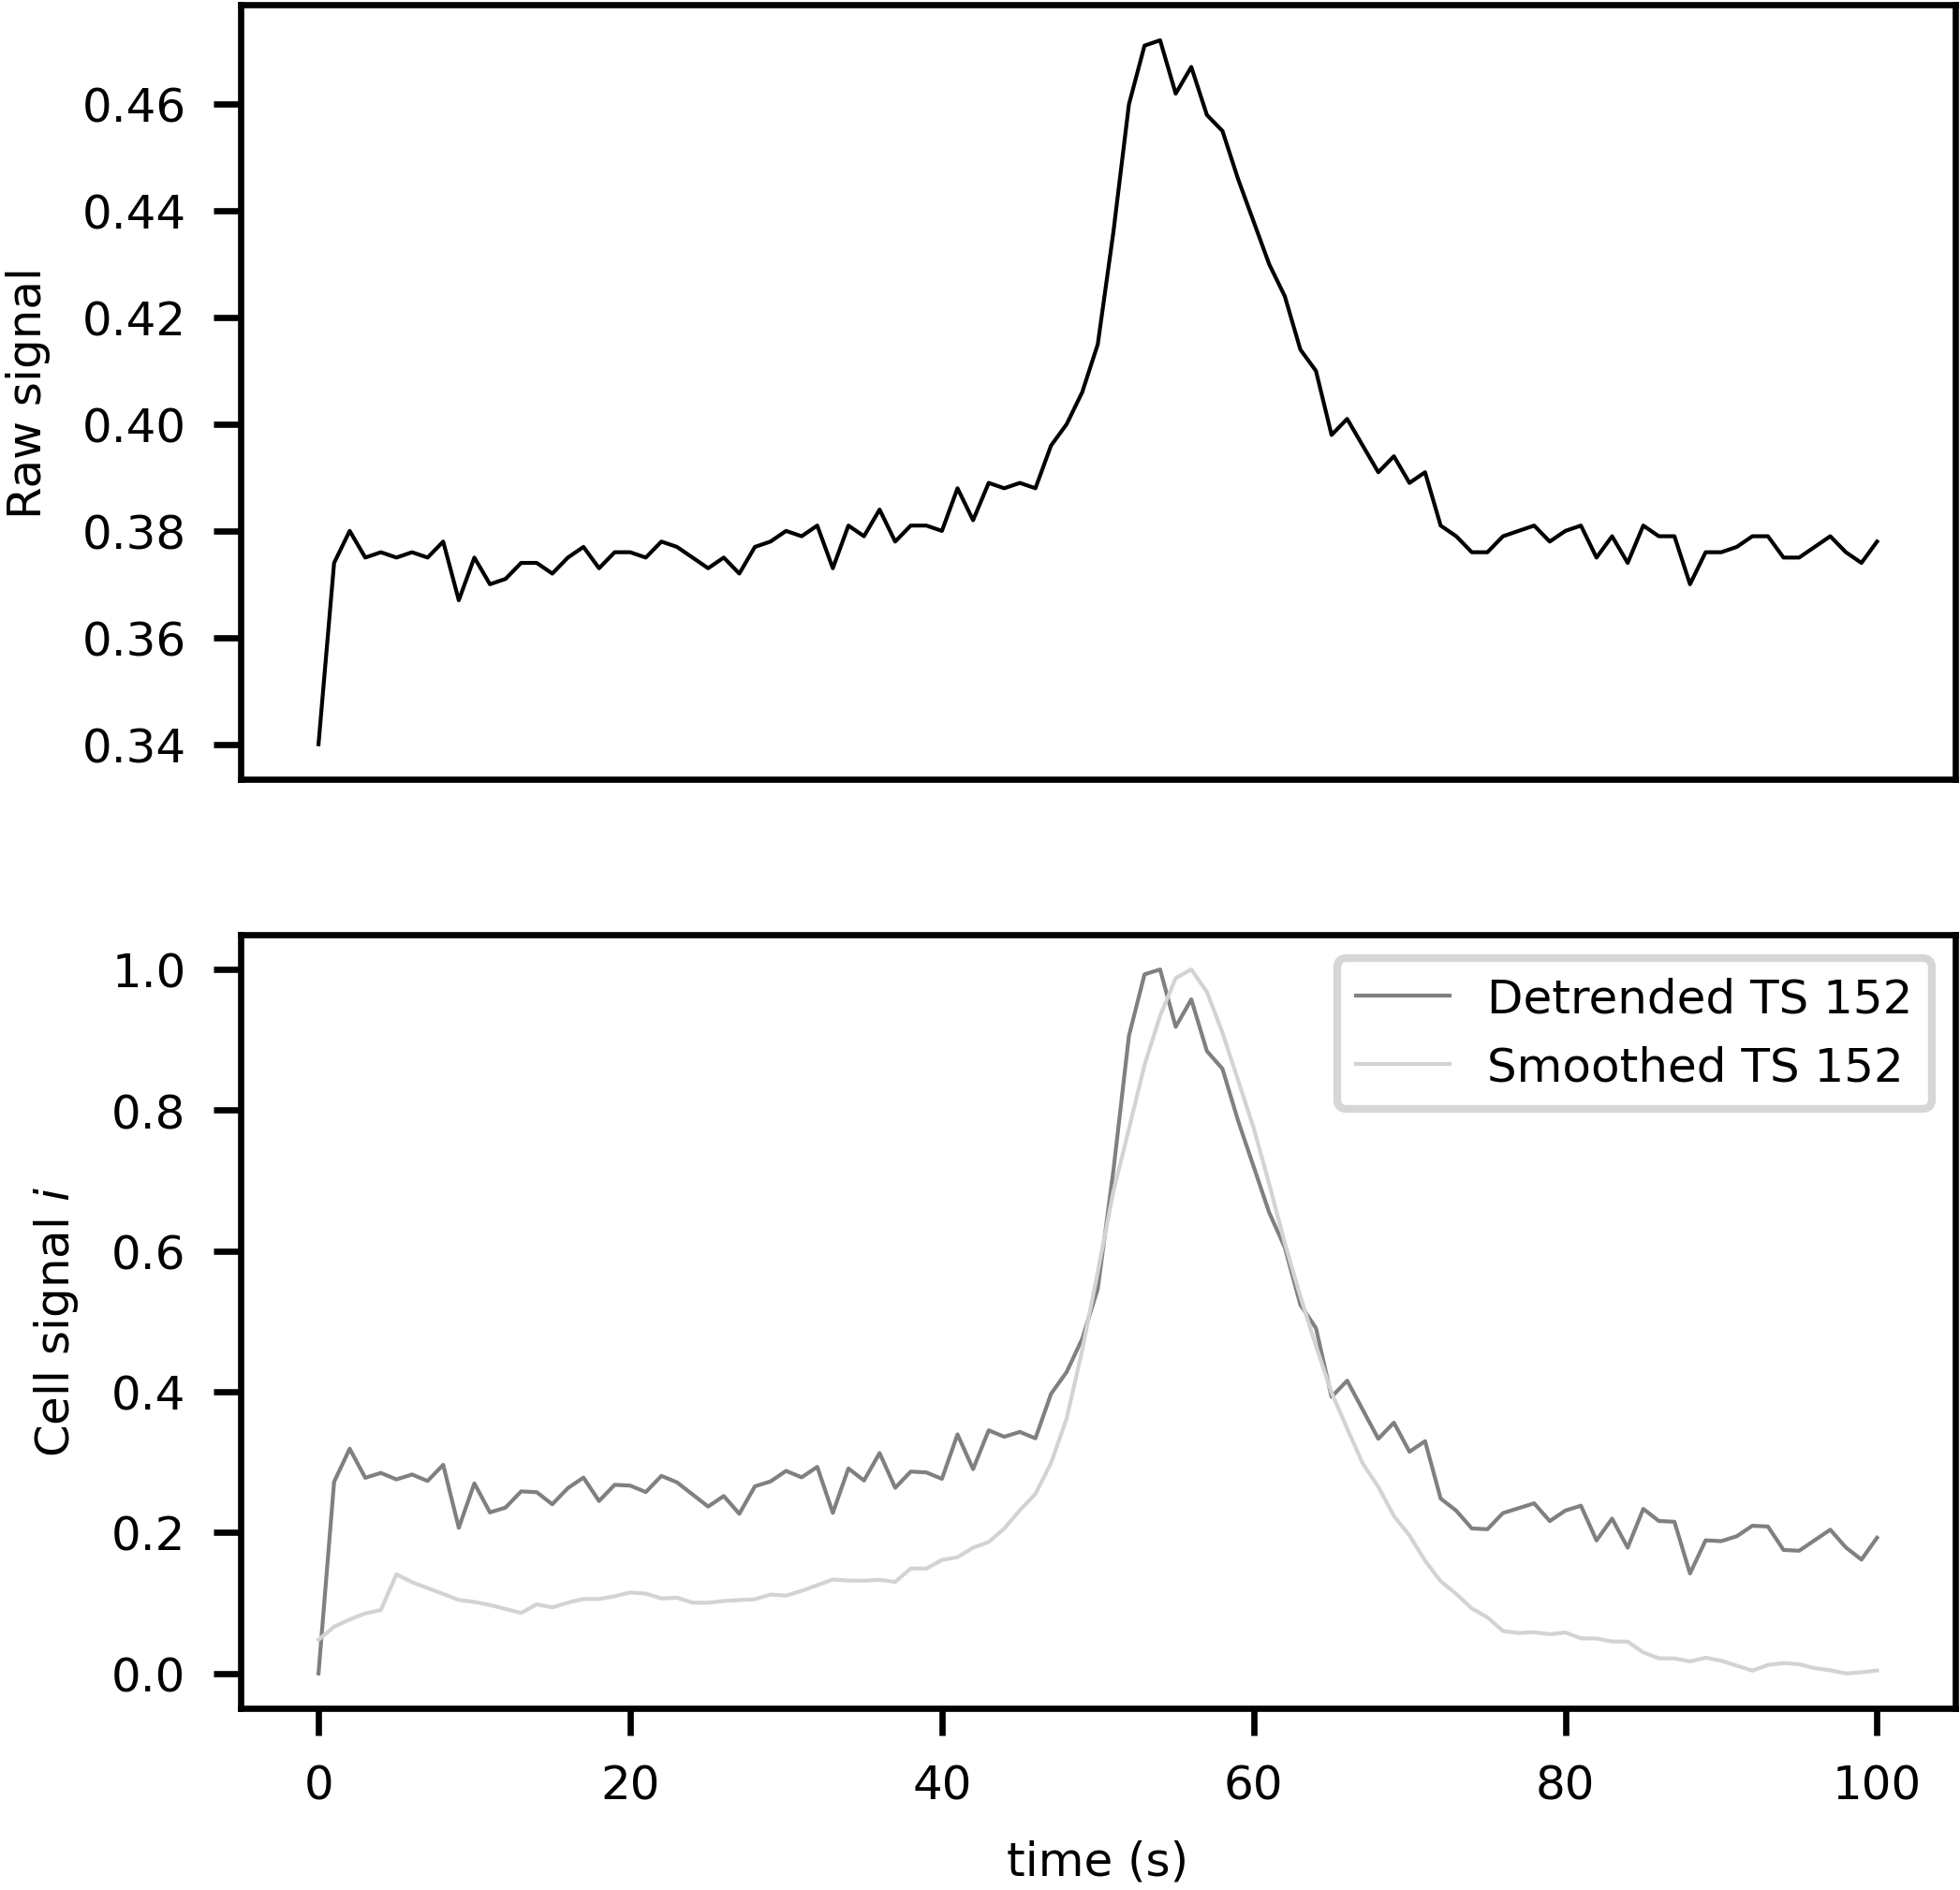 Raw signal
0.46
0.44
0.42
0.40
0.38
0.36
0.34
Cell signal i
1.0
0.8
0.6
0.4
0.2
0.0
Detrended TS 152
Smoothed TS 152
0 20 40 60 80 100
time (s)